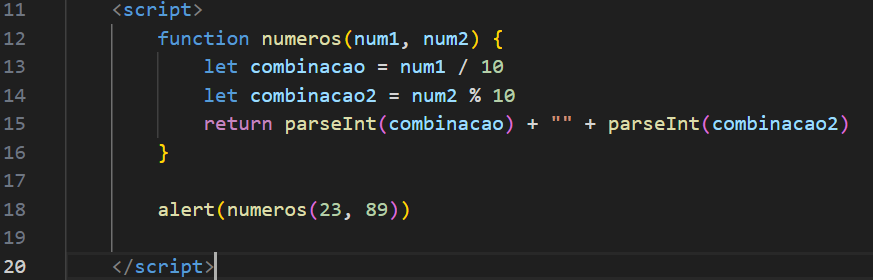 11 <script>
12 function numeros(num1, num2) {
13 let combinacao = num1 / 10
14 let combinacao2 = num2 % 10
15 return parseInt(combinacao) + "" + parseInt(combinacao2)
16 }
17
18 alert(numeros(23, 89))
19
20 </script>